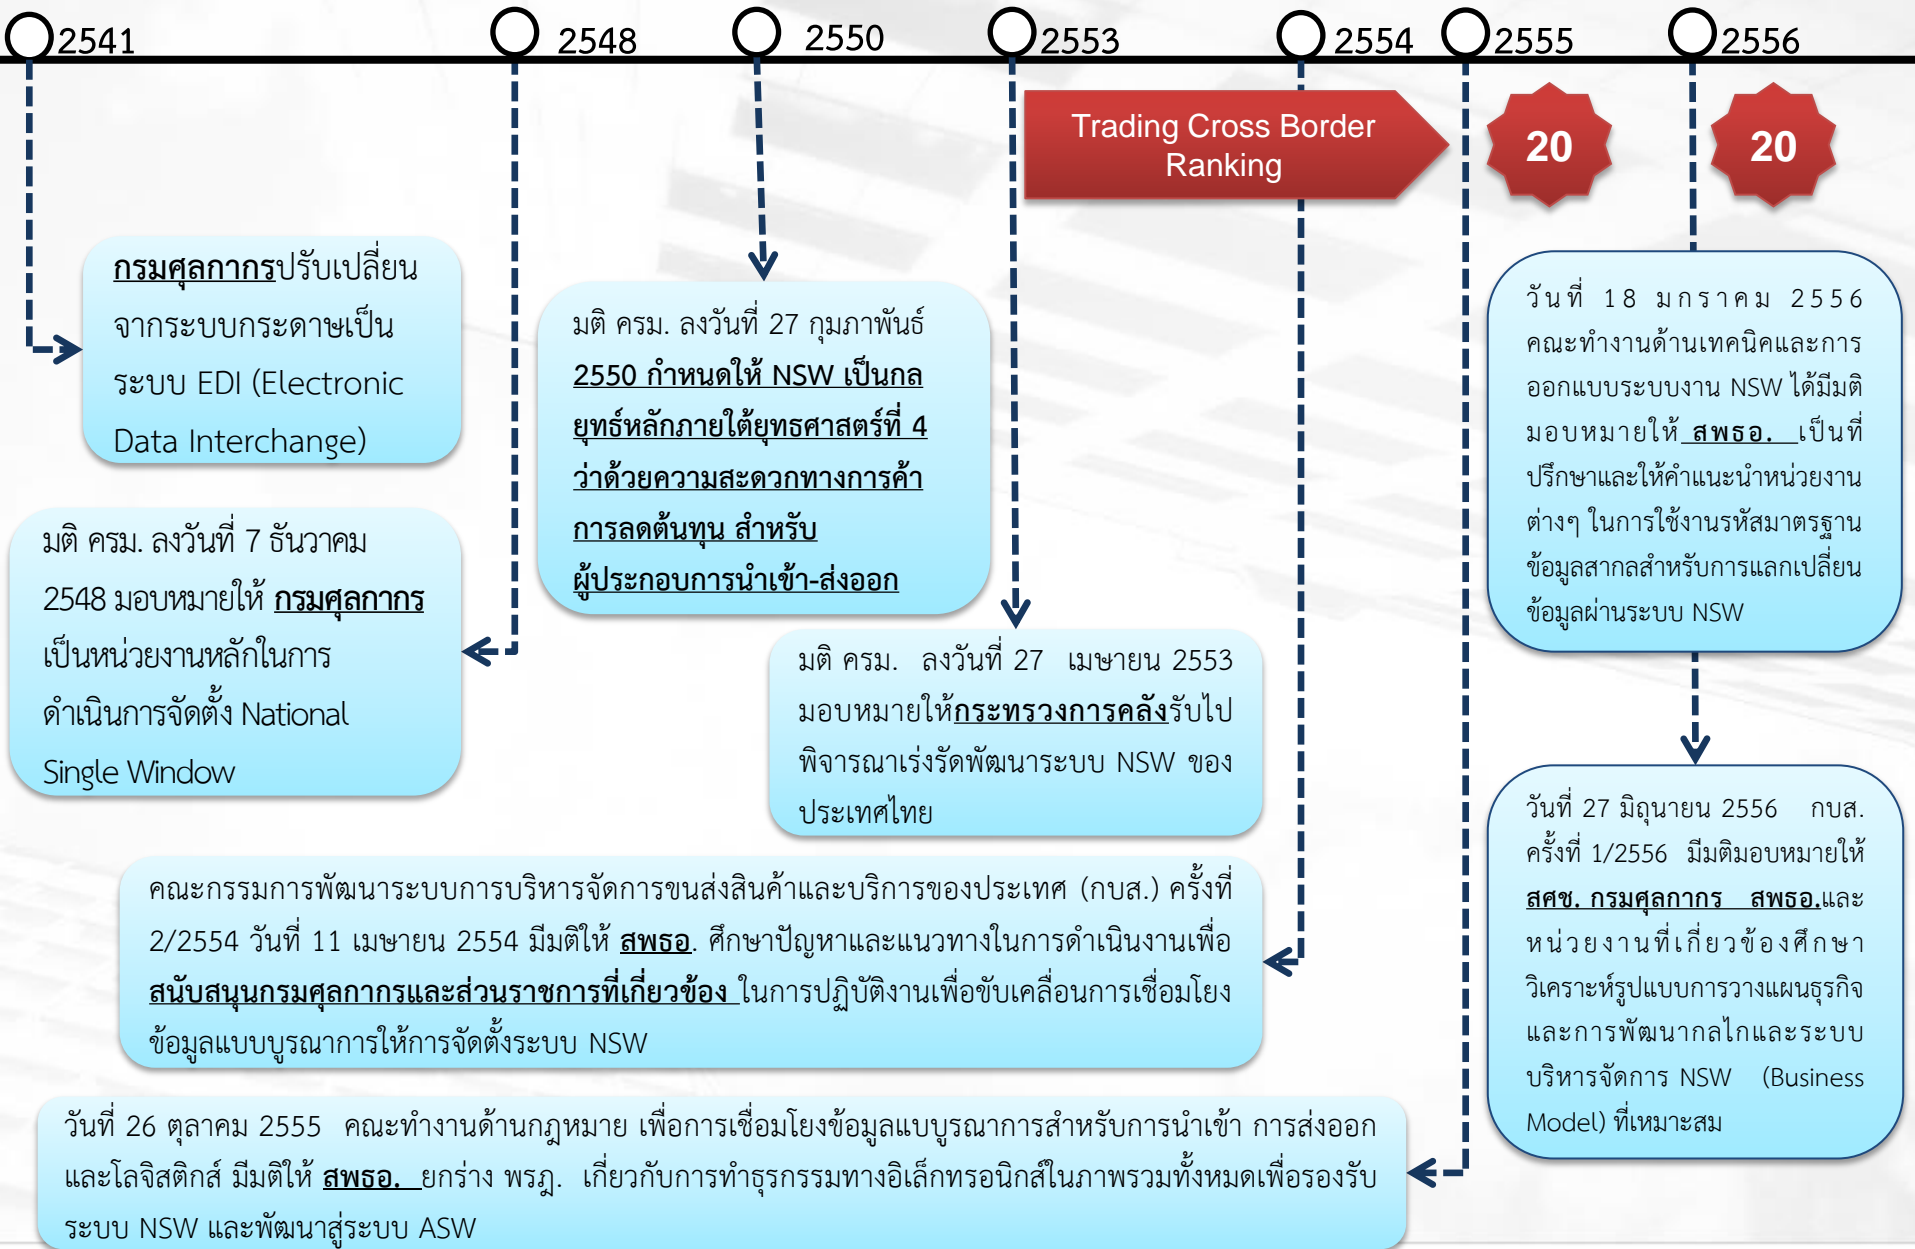 2541
2548
2550
2553
2554
2555
2556
Trading Cross Border
Ranking
20
20
กรมศุลกากรปรับเปลี่ยน
จากระบบกระดาษเป็น
ระบบ EDI (Electronic
Data Interchange)
มติ ครม. ลงวันที่ 7 ธันวาคม
2548 มอบหมายให้ กรมศุลกากร
เป็นหน่วยงานหลักในการ
ดำเนินการจัดตั้ง National
Single Window
มติ ครม. ลงวันที่ 27 กุมภาพันธ์
2550 กำหนดให้ NSW เป็นกล
ยุทธ์หลักภายใต้ยุทธศาสตร์ที่ 4
ว่าด้วยความสะดวกทางการค้า
การลดต้นทุน สำหรับ
ผู้ประกอบการนำเข้า-ส่งออก
มติ ครม. ลงวันที่ 27 เมษายน 2553
มอบหมายให้กระทรวงการคลังรับไป
พิจารณาเร่งรัดพัฒนาระบบ NSW ของ
ประเทศไทย
คณะกรรมการพัฒนาระบบการบริหารจัดการขนส่งสินค้าและบริการของประเทศ (กบส.) ครั้งที่
2/2554 วันที่ 11 เมษายน 2554 มีมติให้ สพธอ. ศึกษาปัญหาและแนวทางในการดำเนินงานเพื่อ
สนับสนุนกรมศุลกากรและส่วนราชการที่เกี่ยวข้อง ในการปฏิบัติงานเพื่อขับเคลื่อนการเชื่อมโยง
ข้อมูลแบบบูรณาการให้การจัดตั้งระบบ NSW
วันที่ 26 ตุลาคม 2555 คณะทำงานด้านกฎหมาย เพื่อการเชื่อมโยงข้อมูลแบบบูรณาการสำหรับการนำเข้า การส่งออก
และโลจิสติกส์ มีมติให้ สพธอ. ยกร่าง พรฎ. เกี่ยวกับการทำธุรกรรมทางอิเล็กทรอนิกส์ในภาพรวมทั้งหมดเพื่อรองรับ
ระบบ NSW และพัฒนาสู่ระบบ ASW
วันที่ 18 มกราคม 2556
คณะทำงานด้านเทคนิคและการ
ออกแบบระบบงาน NSW ได้มีมติ
มอบหมายให้ สพธอ. เป็นที่
ปรึกษาและให้คำแนะนำหน่วยงาน
ต่างๆ ในการใช้งานรหัสมาตรฐาน
ข้อมูลสากลสำหรับการแลกเปลี่ยน
ข้อมูลผ่านระบบ NSW
วันที่ 27 มิถุนายน 2556 กบส.
ครั้งที่ 1/2556 มีมติมอบหมายให้
สศช. กรมศุลกากร สพธอ.และ
หน่วยงานที่เกี่ยวข้องศึกษา
วิเคราะห์รูปแบบการวางแผนธุรกิจ
และการพัฒนากลไกและระบบ
บริหารจัดการ NSW (Business
Model) ที่เหมาะสม